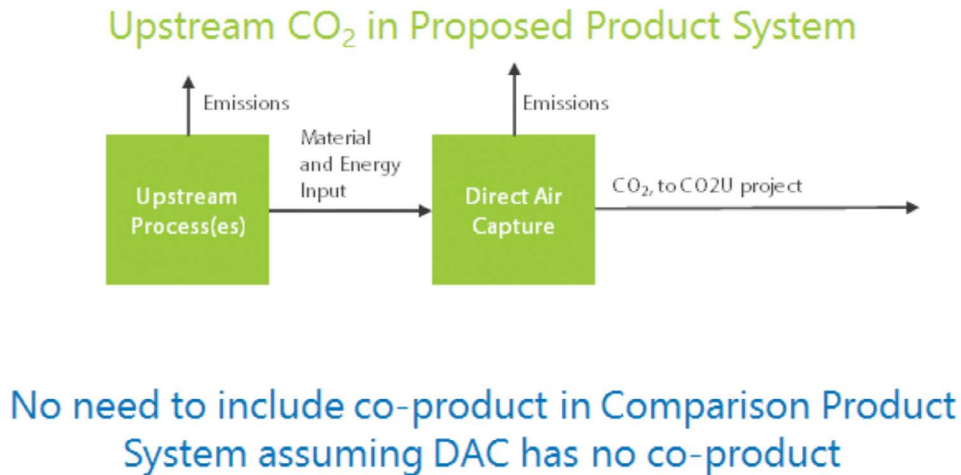 Upstream CO₂ in Proposed Product System
Emissions
Emissions
Material
and Energy
Input
Upstream
Process(es)
Direct Air
Capture
CO₂, to CO2U project
No need to include co-product in Comparison Product
System assuming DAC has no co-product